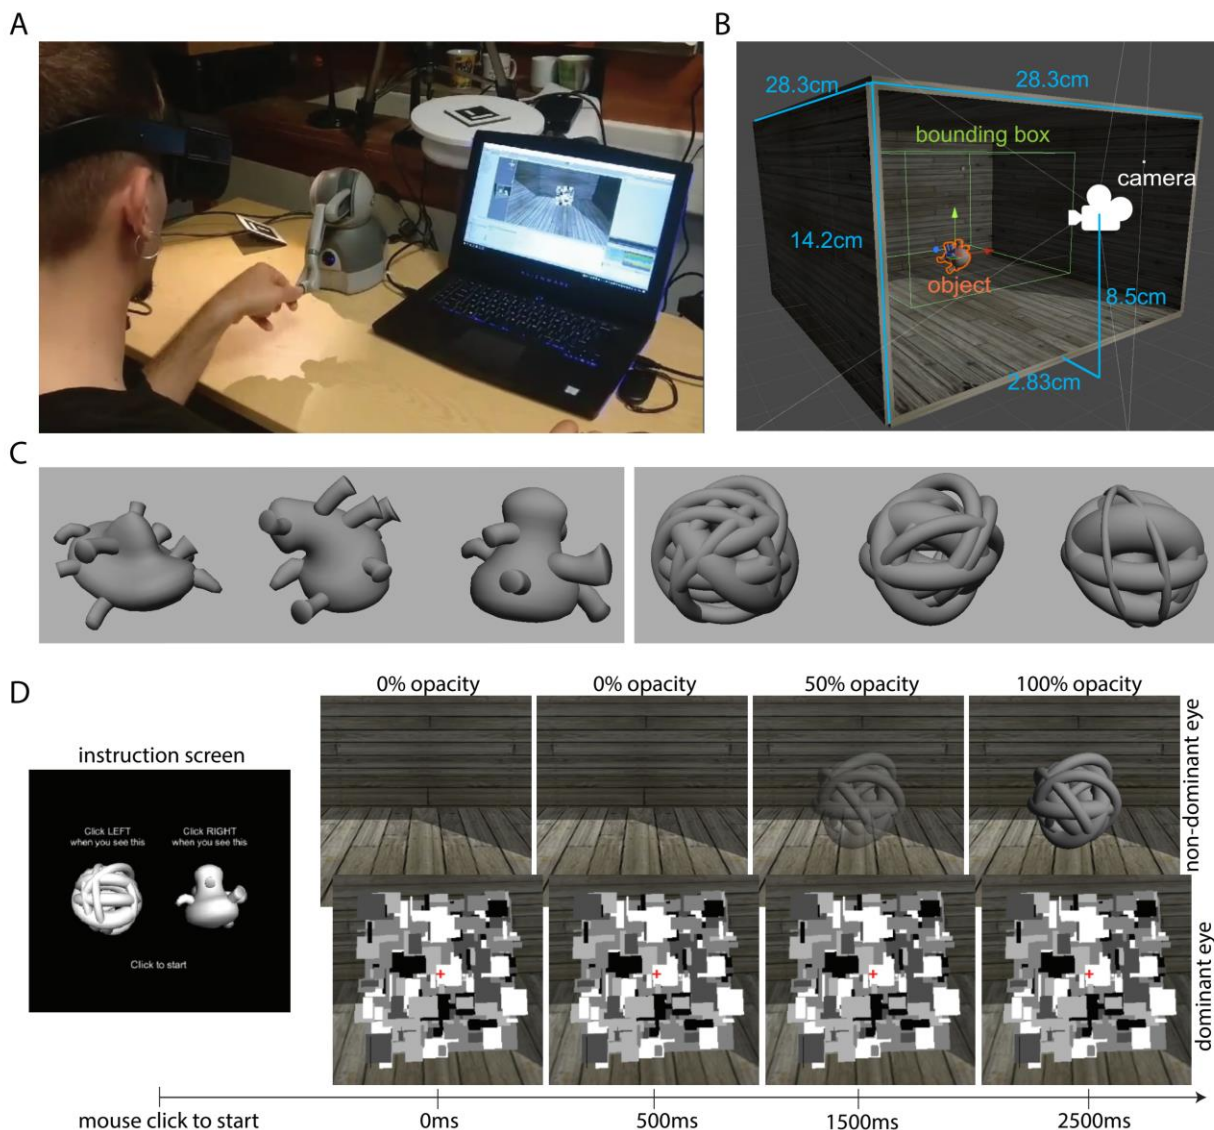 A
B
28.3cm
28.3cm
bounding box
camera
14.2cm
object
8.5cm
2.83cm
C
D
0% opacity
0% opacity
50% opacity
100% opacity
instruction screen
Click LEFT
when you see this
Click RIGHT
when you see this
Click to start
non-dominant eye
dominant eye
mouse click to start
0ms
500ms
1500ms
2500ms